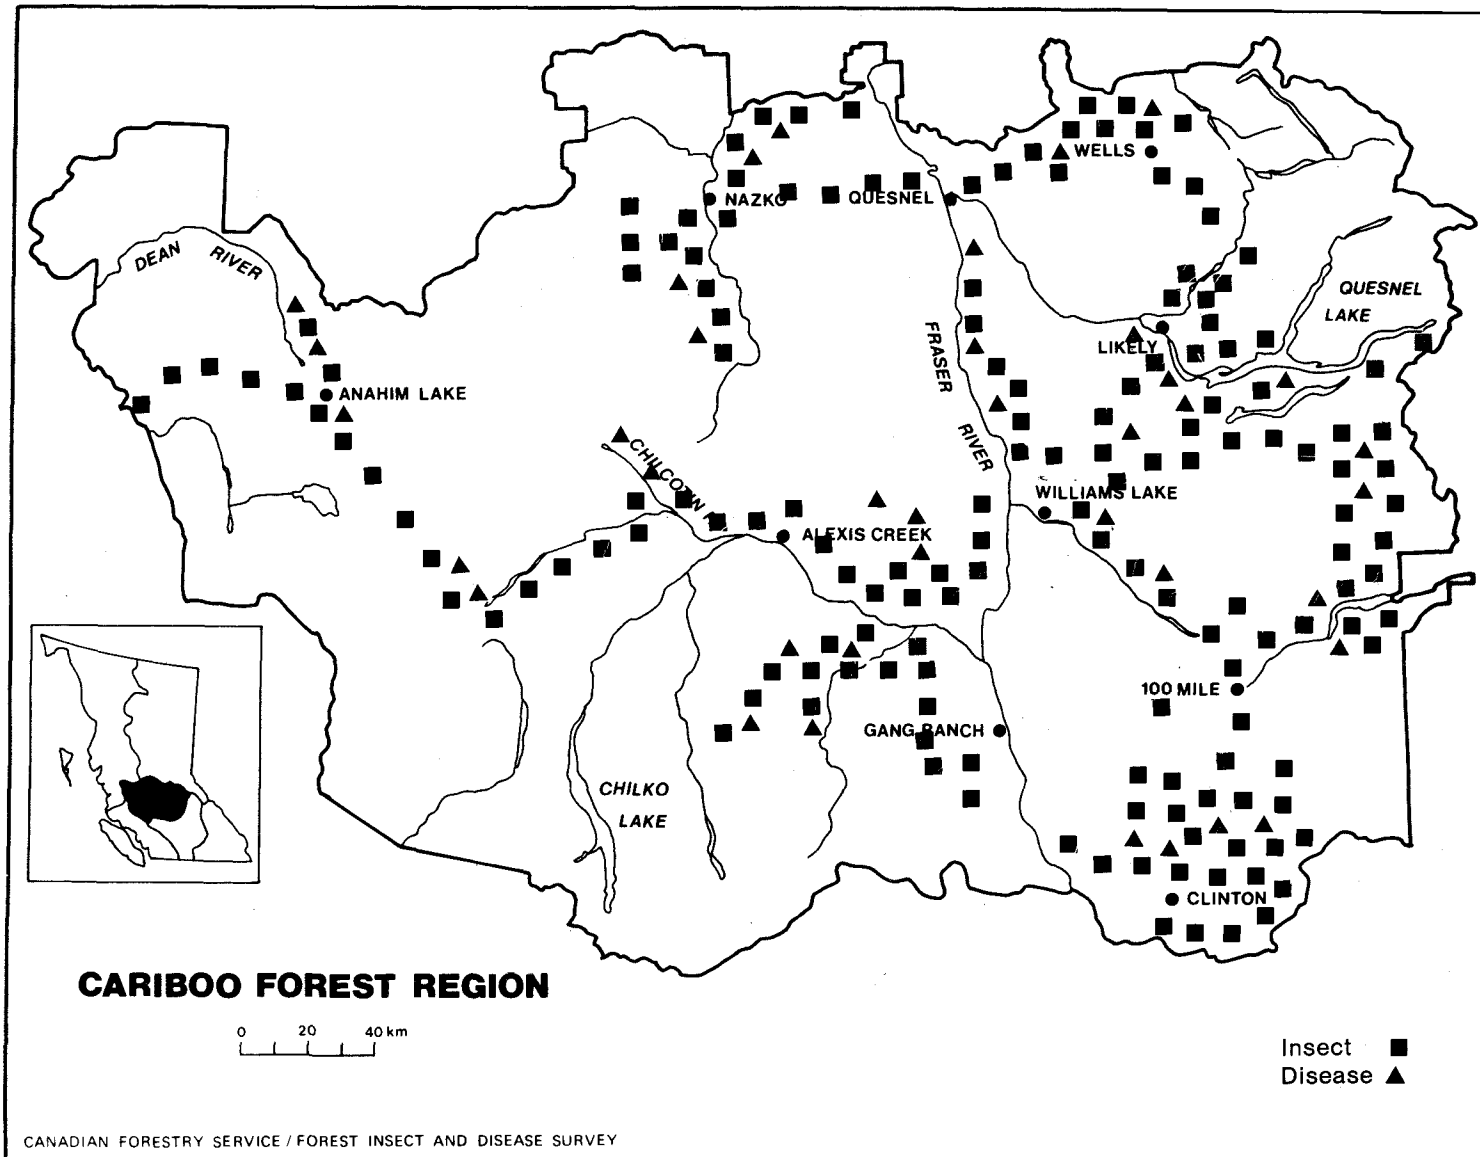 WELLS
NAZKO
QUESNEL
DEAN RIVER
QUESNEL
LAKE
FRASER RIVER
LIKELY
ANAHIM LAKE
CHILCOTIN R
WILLIAMS LAKE
ALEXIS CREEK
100 MILE
GANG RANCH
CHILKO
LAKE
CLINTON
CARIBOO FOREST REGION
0 20 40 km
Insect
Disease
CANADIAN FORESTRY SERVICE / FOREST INSECT AND DISEASE SURVEY